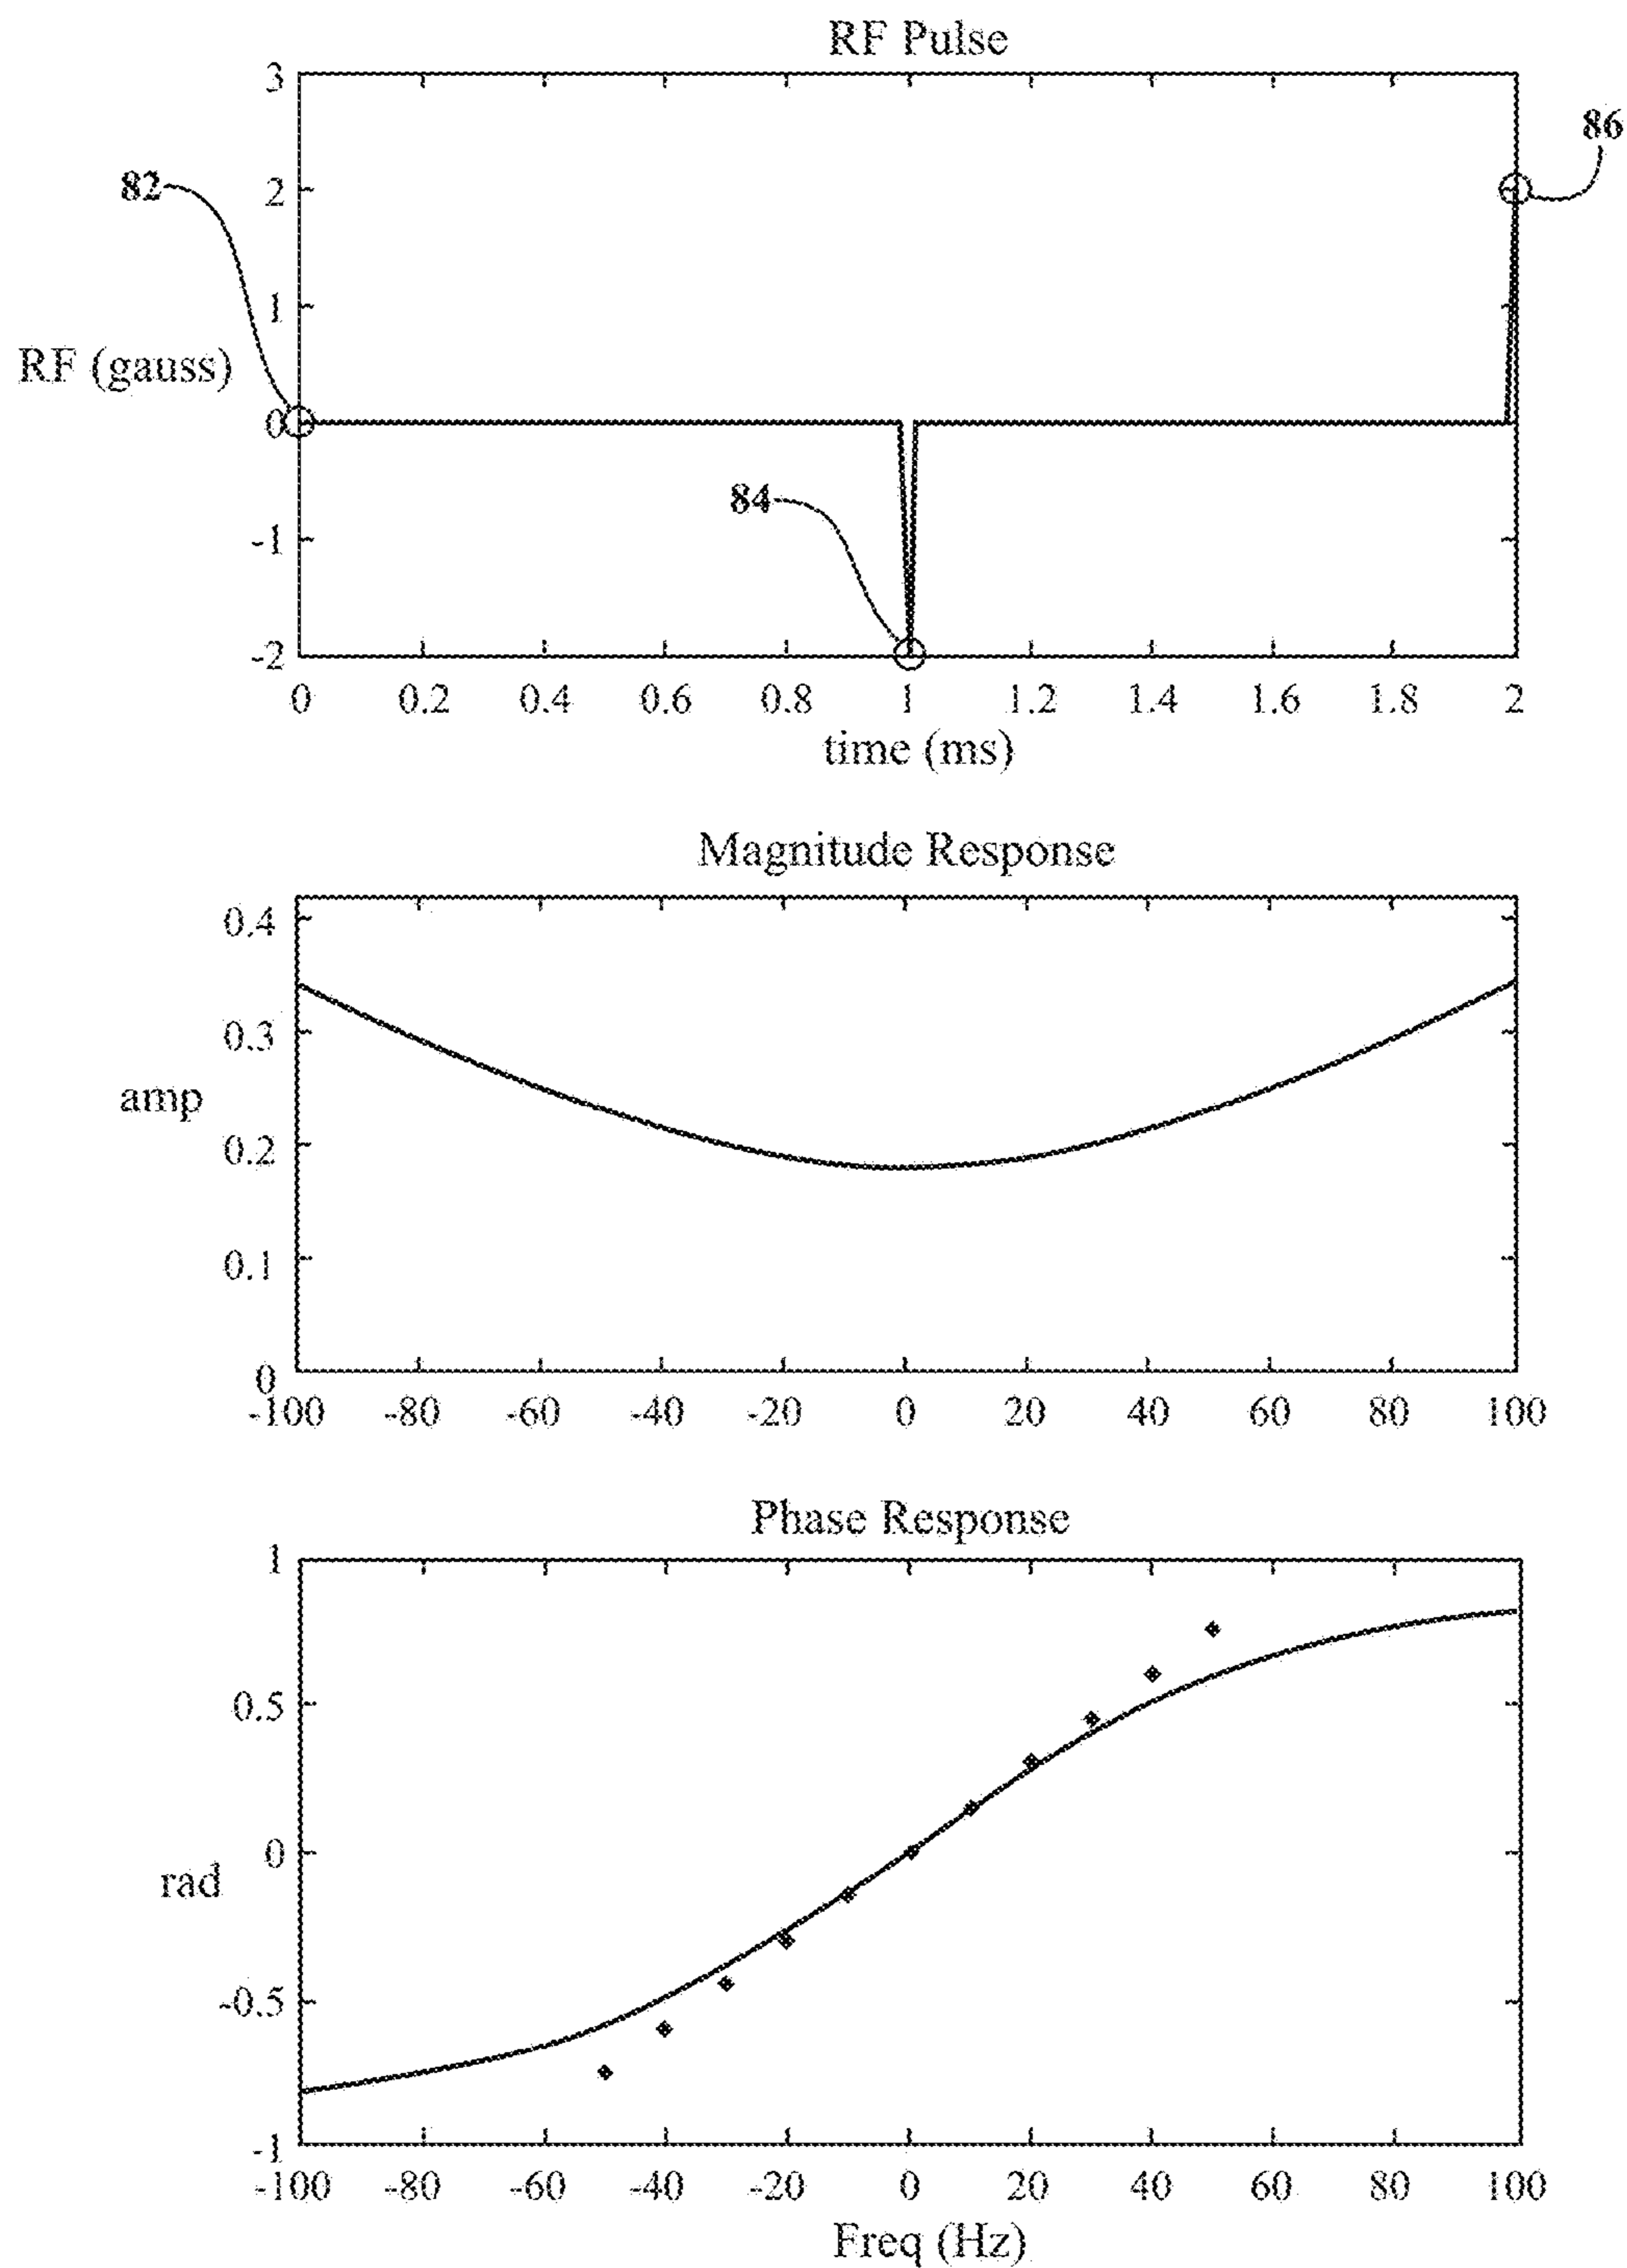 RF Pulse
3
86
82
2
1
RF (gauss)
0
84
-1
-2
0 0.2 0.4 0.6 0.8 1 1.2 1.4 1.6 1.8 2
time (ms)
Magnitude Response
0.4
0.3
amp
0.2
0.1
0
-100 -80 -60 -40 -20 0 20 40 60 80 100
Phase Response
1
0.5
0
rad
-0.5
-1
-100 -80 -60 -40 -20 0 20 40 60 80 100
Freq (Hz)